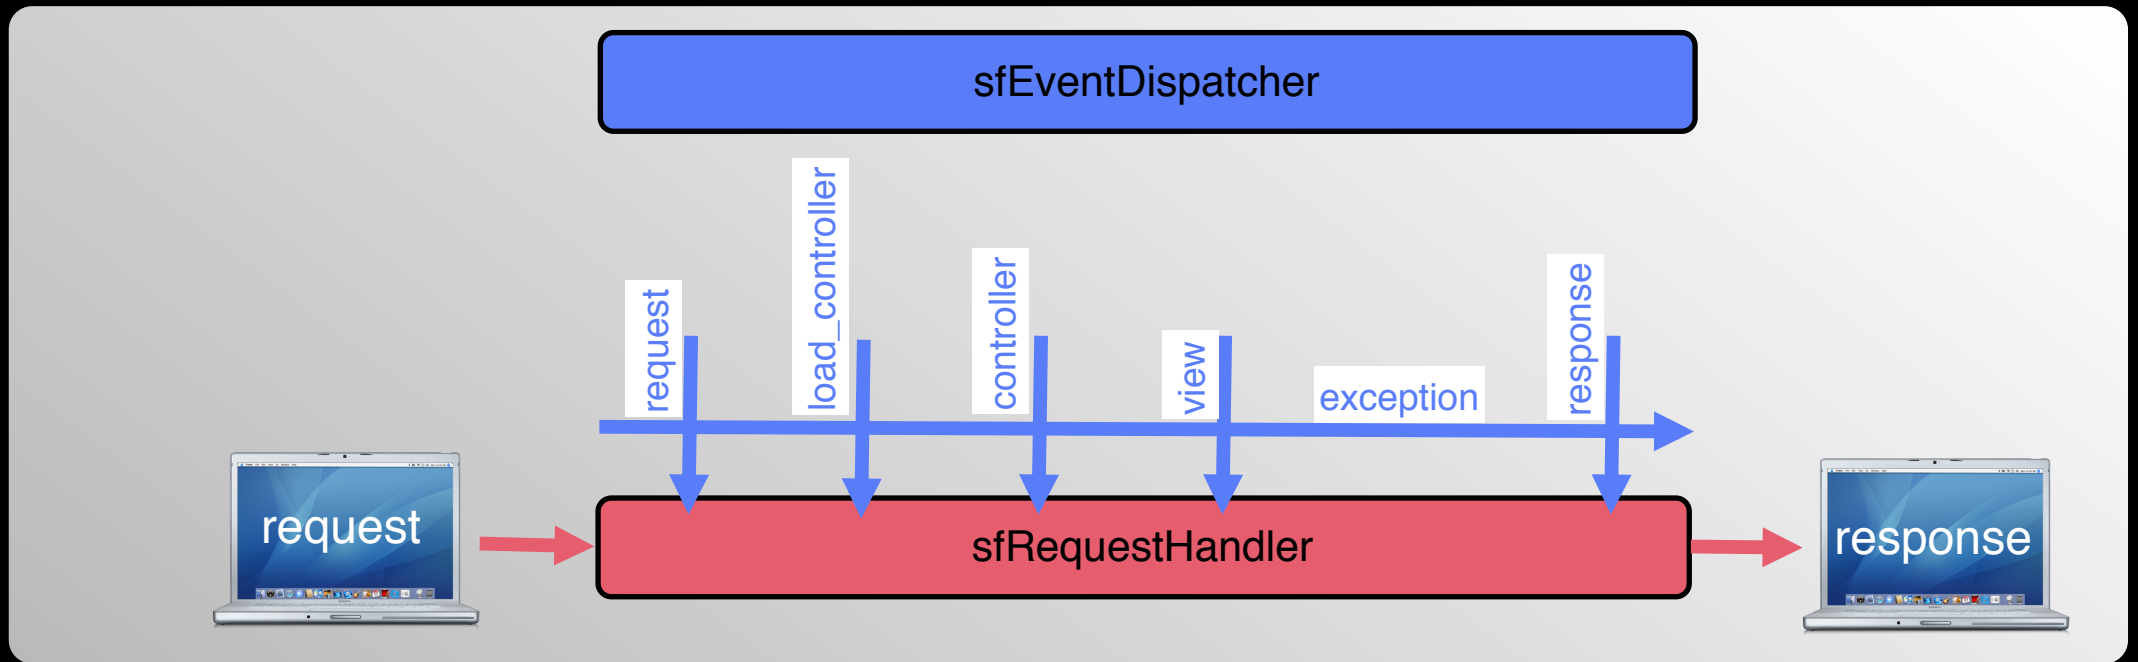 sfEventDispatcher
request
load_controller
controller
view
exception
response
request
sfRequestHandler
response